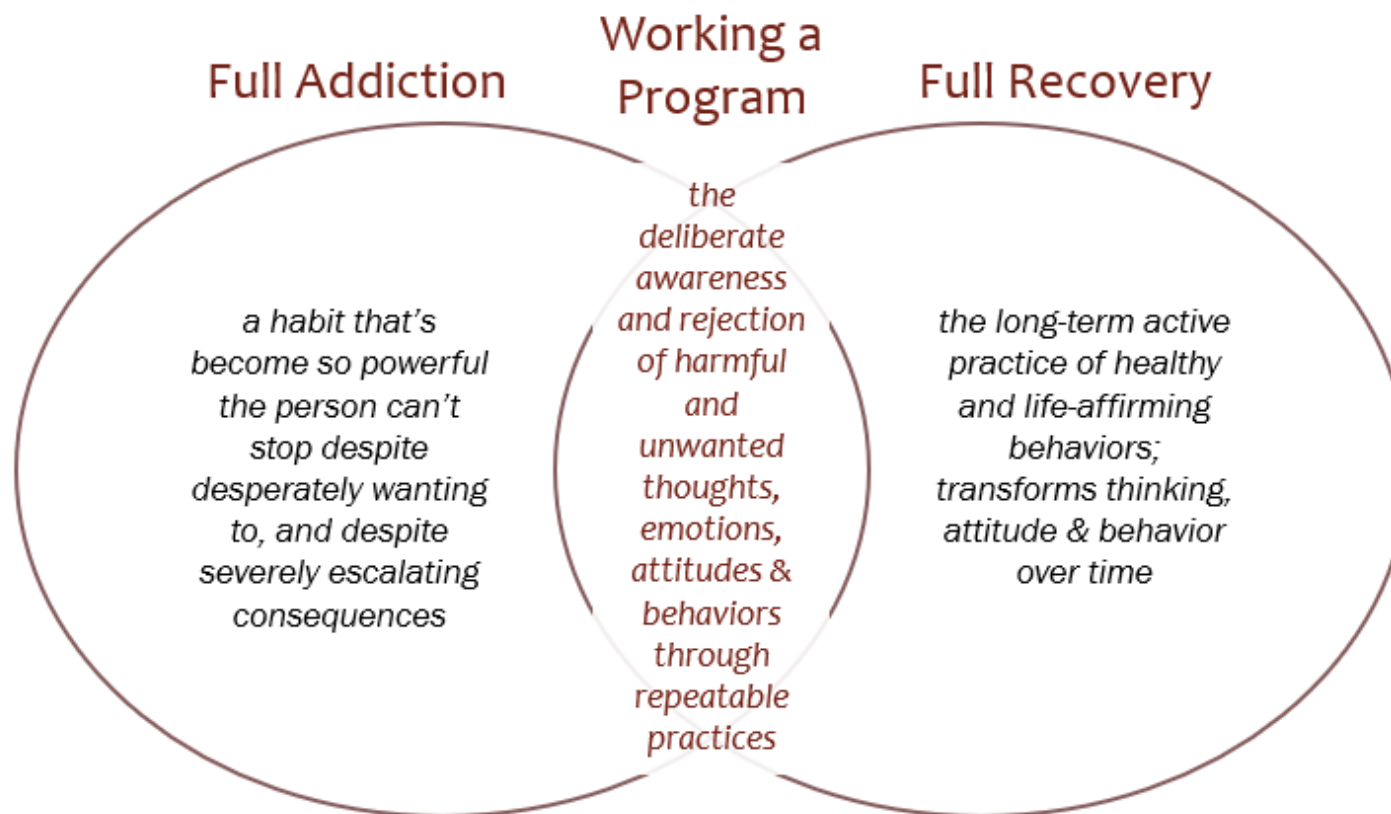 Full Addiction
Working a
Program
Full Recovery
a habit that's
become so powerful
the person can't
stop despite
desperately wanting
to, and despite
severely escalating
consequences
the
deliberate
awareness
and rejection
of harmful
and
unwanted
thoughts,
emotions,
attitudes &
behaviors
through
repeatable
practices
the long-term active
practice of healthy
and life-affirming
behaviors;
transforms thinking,
attitude & behavior
over time